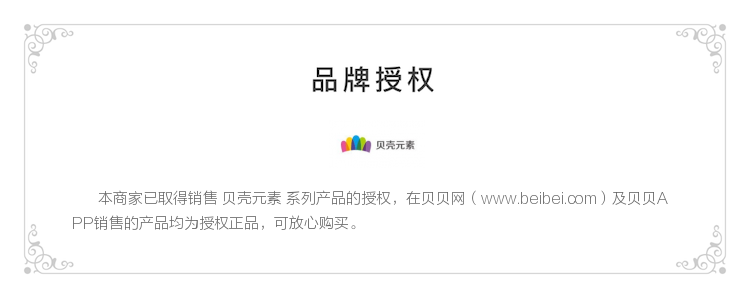 品牌授权
贝壳元素
本商家已取得销售 贝壳元素 系列产品的授权，在贝贝网（www.beibei.com）及贝贝A
PP销售的产品均为授权正品，可放心购买。